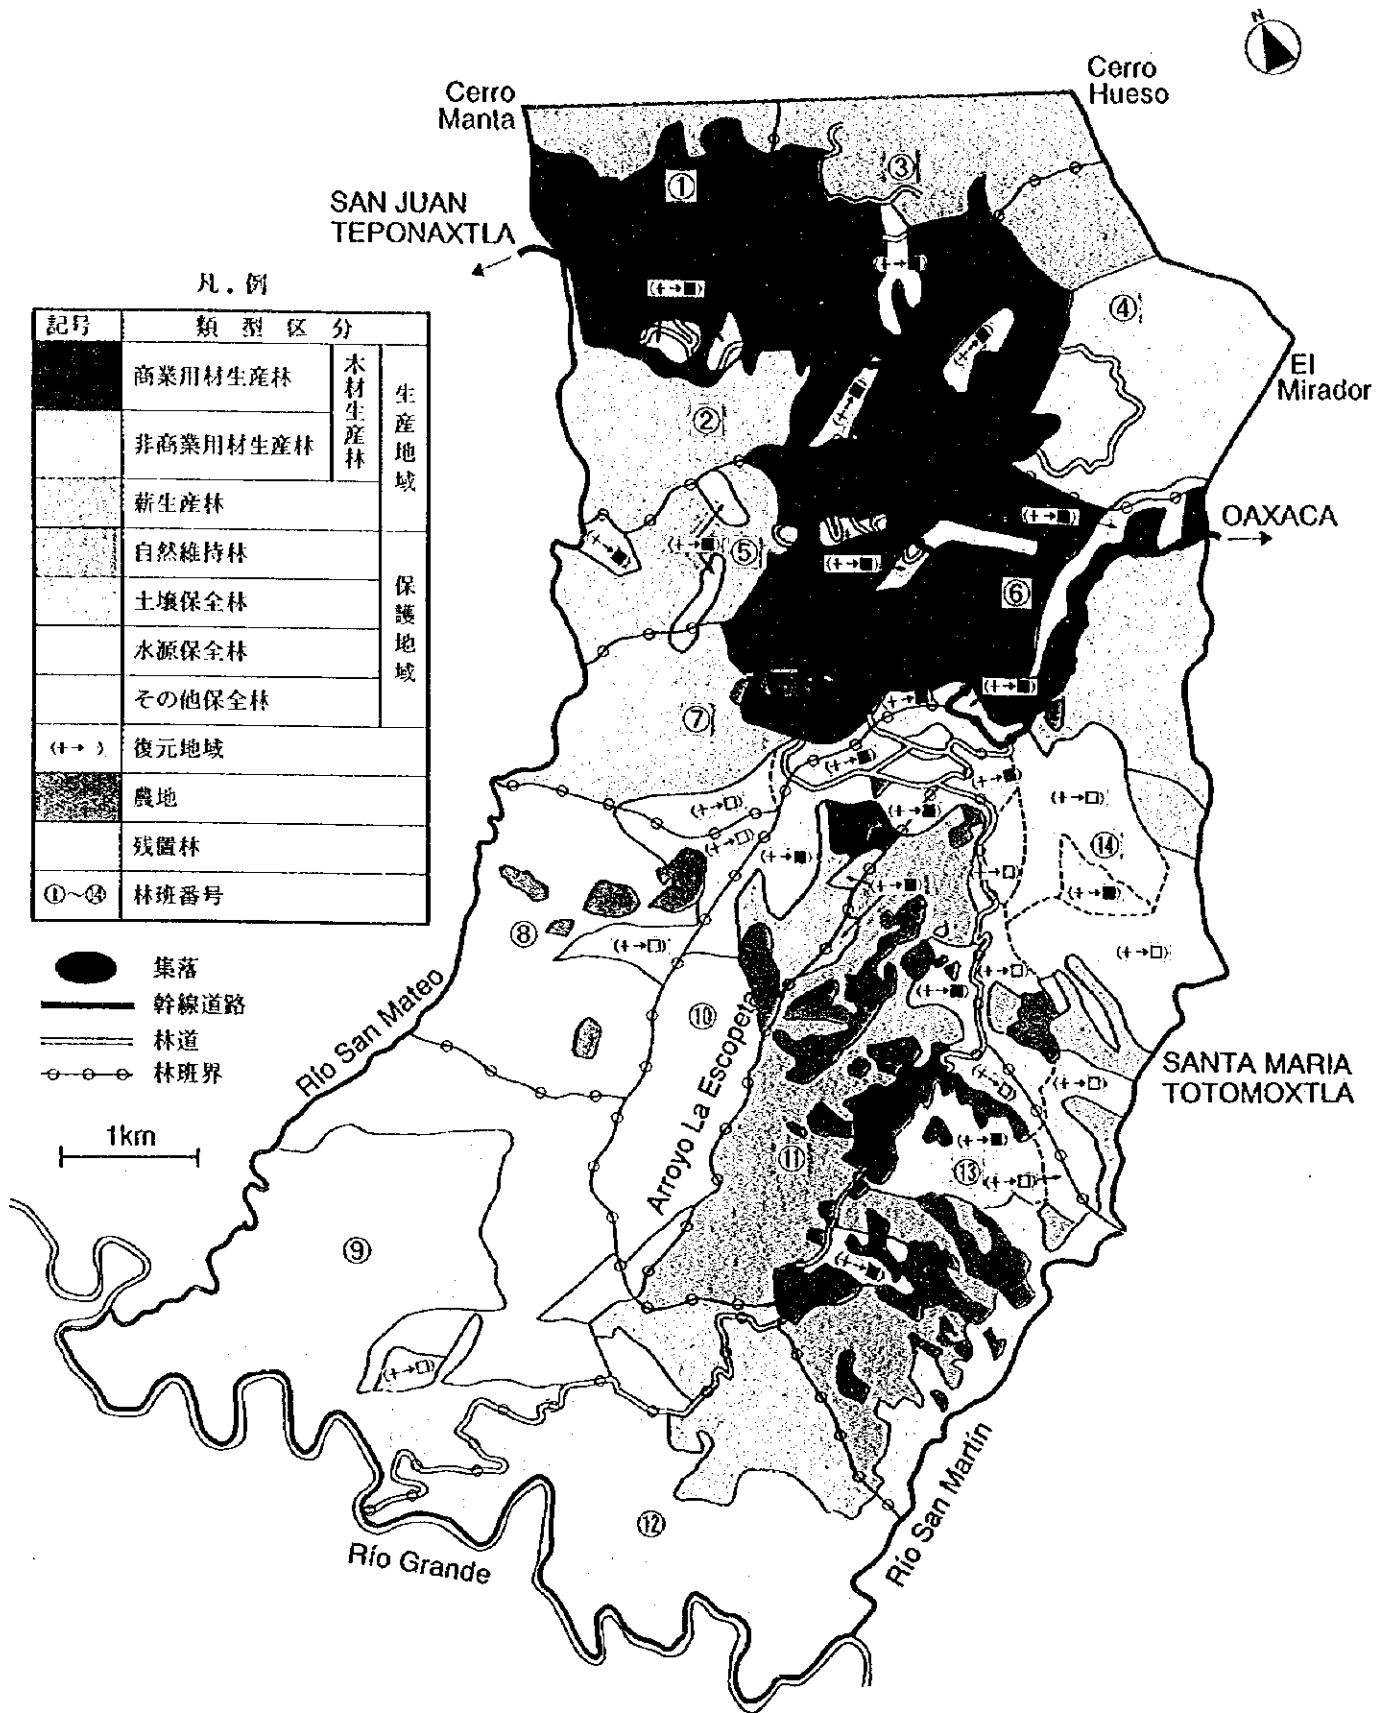 N
Cerro
Manta
Cerro
Hueso
SAN JUAN
TEPONAXTLA
El
Mirador
OAXACA
SANTA MARIA
TOTOMOXTLA
Río San Mateo
Arroyo La Escopeta
Río Grande
Río San Martín
凡.例
記号 類型区分
商業用材生産林
非商業用材生産林
木材生産林
薪生産林
生産地域
自然維持林
土壌保全林
水源保全林
その他保全林
保護地域
(+→ ) 復元地域
農地
残置林
①~⑭ 林班番号
集落
幹線道路
林道
林班界
1km
①
③
(+→■)
(+→■)
④
(+→■)
②
(+→■)
(+→■)
(+→■)
(+→■)
⑤
(+→■)
⑥
(+→■)
(+→■)
⑦
(+→■)
(+→■)
(+→□)
(+→□)
(+→□)
(+→■)
(+→■)
(+→■)
(+→□)
⑭
(+→■)
(+→■)
⑧
(+→□)
(+→□)
(+→□)
(+→■)
⑩
(+→□)
(+→□)
(+→■)
⑪
⑬
(+→□)
⑨
(+→■)
(+→□)
⑫